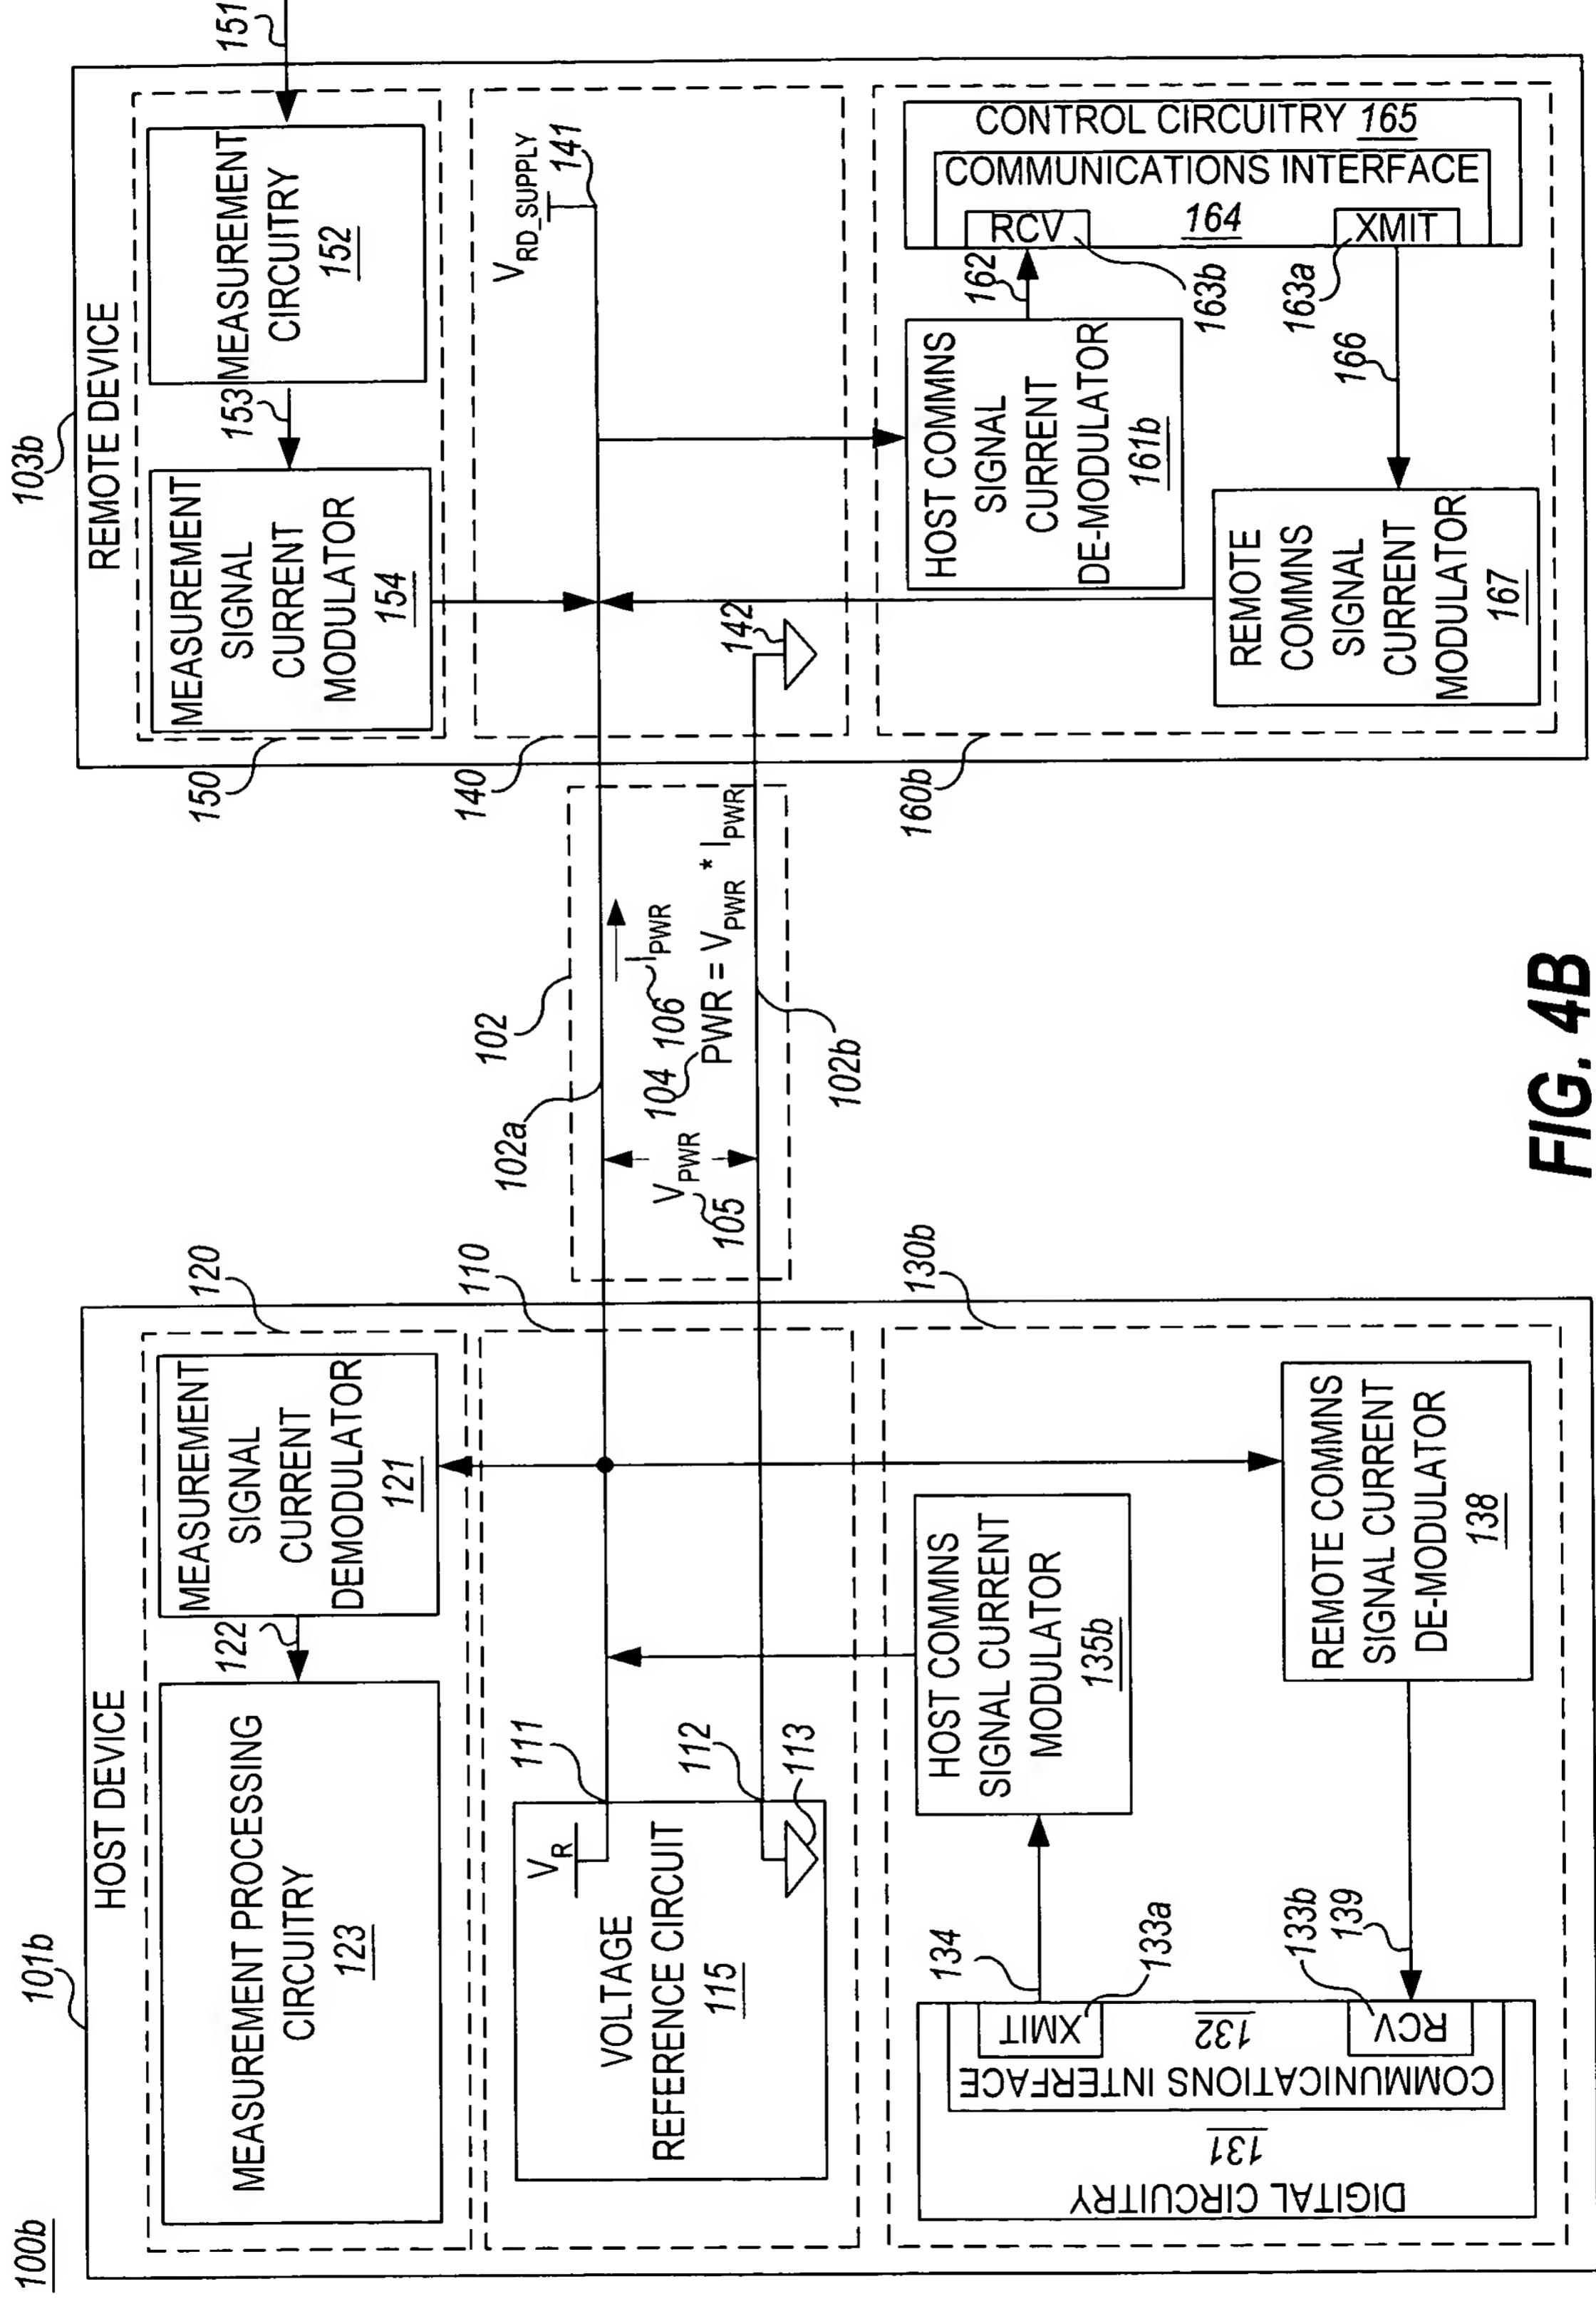 100b
101b
HOST DEVICE
MEASUREMENT PROCESSING
CIRCUITRY
123
122
MEASUREMENT
SIGNAL
CURRENT
DEMODULATOR
121
120
110
V_R
111
VOLTAGE
REFERENCE CIRCUIT
115
112
113
130b
134
XMIT
133a
132
COMMUNICATIONS INTERFACE
131
DIGITAL CIRCUITRY
RCV
133b
139
HOST COMMNS
SIGNAL CURRENT
MODULATOR
135b
REMOTE COMMNS
SIGNAL CURRENT
DE-MODULATOR
138
102
102a
V_PWR
105
I_PWR
106
104
PWR = V_PWR * I_PWR
102b
103b
REMOTE DEVICE
150
MEASUREMENT
SIGNAL
CURRENT
MODULATOR
154
153
MEASUREMENT
CIRCUITRY
152
151
140
V_RD_SUPPLY
141
142
160b
HOST COMMNS
SIGNAL
CURRENT
DE-MODULATOR
161b
162
RCV
163b
CONTROL CIRCUITRY 165
COMMUNICATIONS INTERFACE
164
XMIT
163a
166
REMOTE
COMMNS
SIGNAL
CURRENT
MODULATOR
167
FIG. 4B